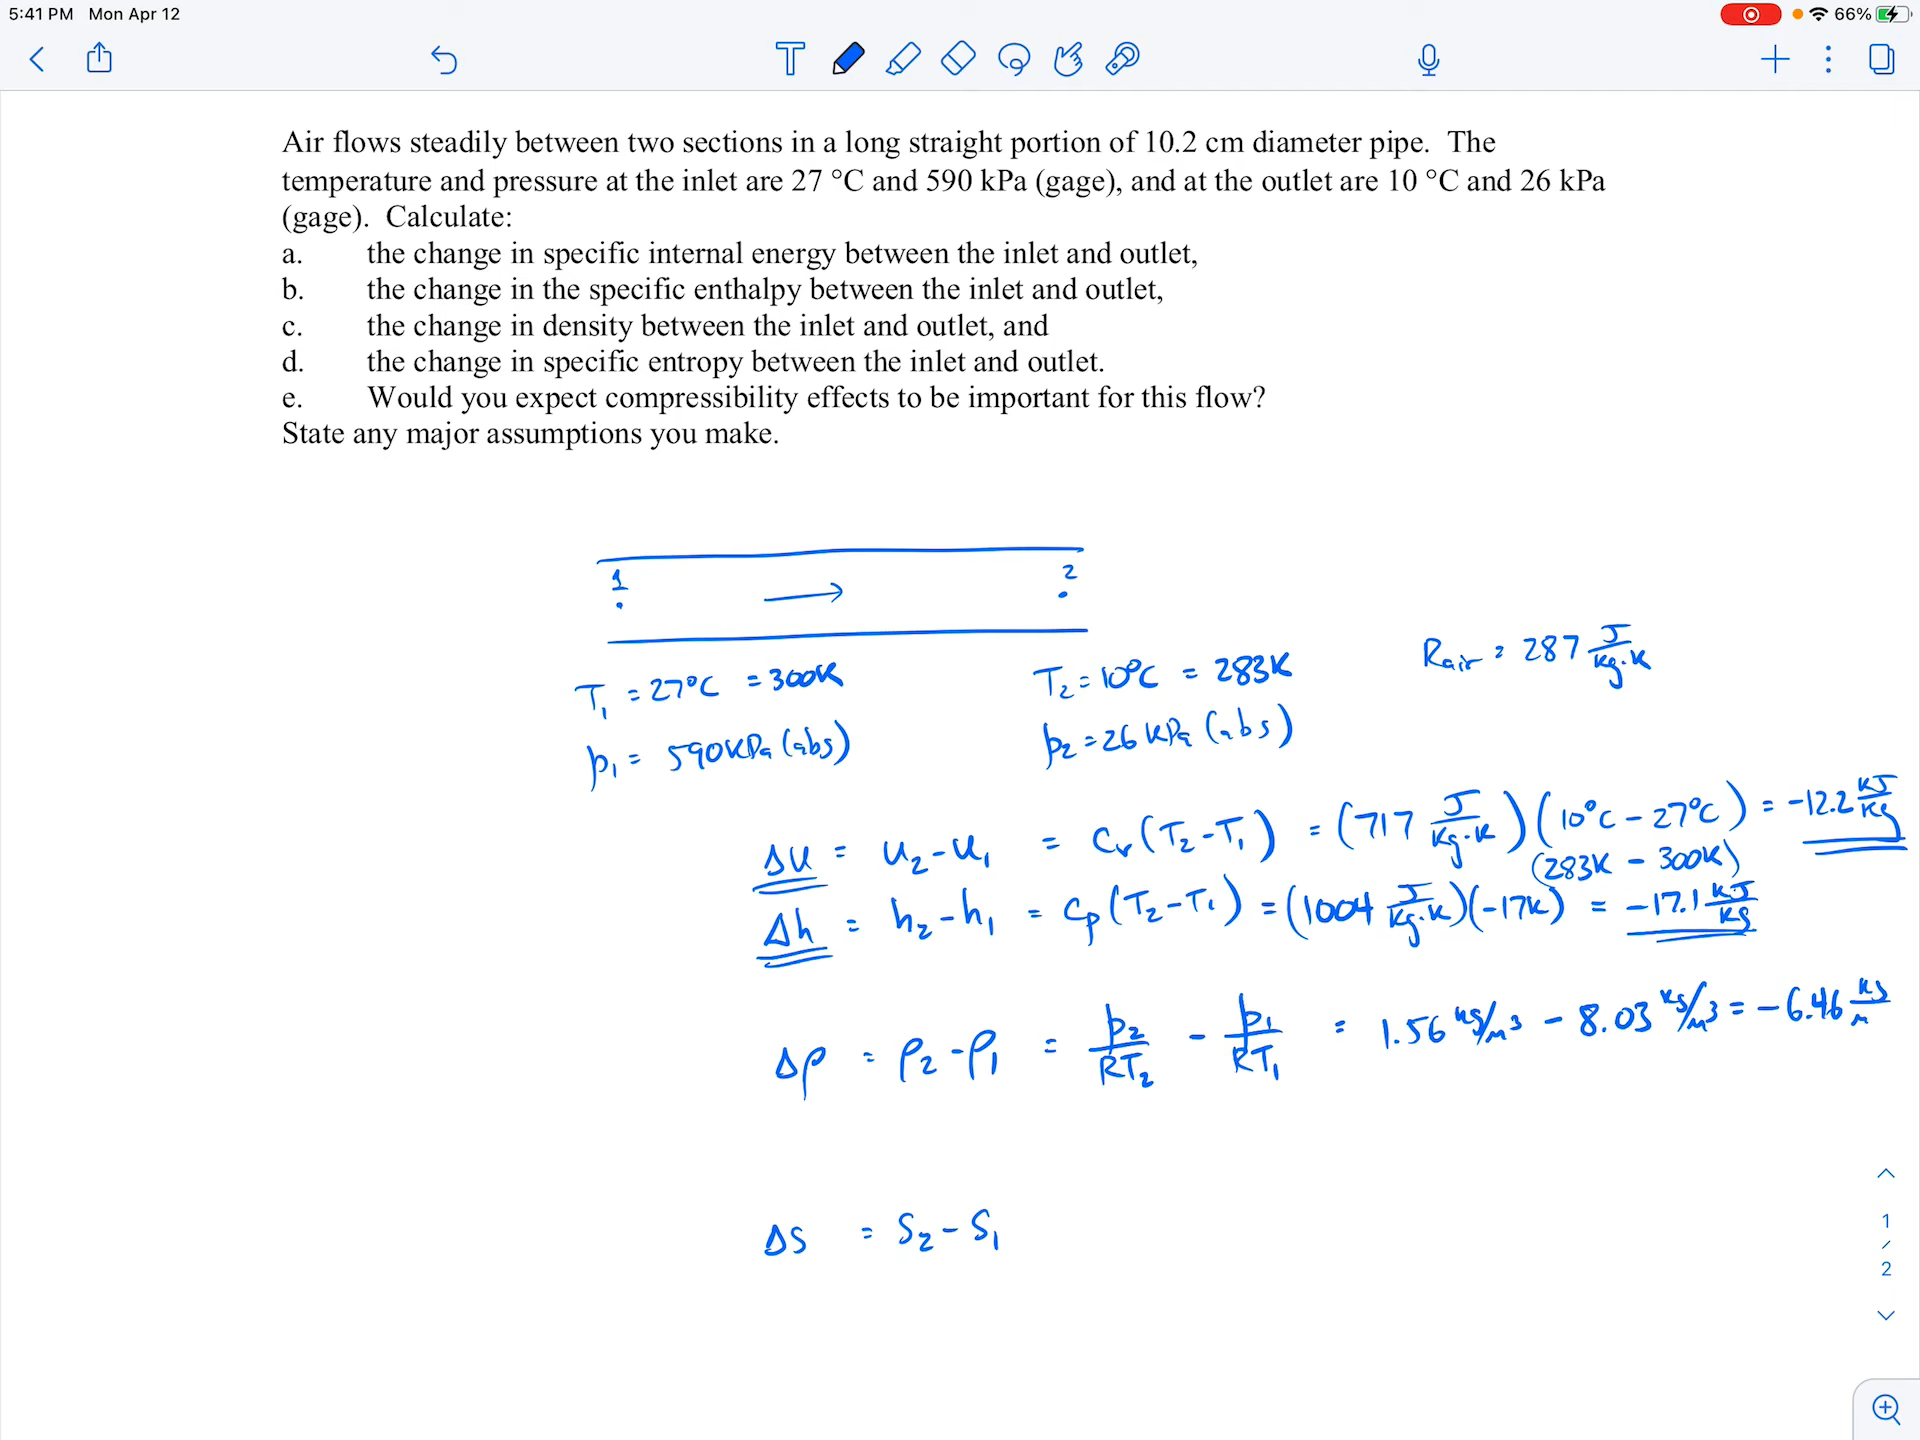 5:41 PM Mon Apr 12
66%
Air flows steadily between two sections in a long straight portion of 10.2 cm diameter pipe. The
temperature and pressure at the inlet are 27 °C and 590 kPa (gage), and at the outlet are 10 °C and 26 kPa
(gage). Calculate:
a. the change in specific internal energy between the inlet and outlet,
b. the change in the specific enthalpy between the inlet and outlet,
c. the change in density between the inlet and outlet, and
d. the change in specific entropy between the inlet and outlet.
e. Would you expect compressibility effects to be important for this flow?
State any major assumptions you make.
1 2
T₁ = 27°C = 300K T₂ = 10°C = 283K R_air = 287 J/kg·K
p₁ = 590 kPa (abs) p₂ = 26 kPa (abs)
Δu = u₂ - u₁ = c_v (T₂ - T₁) = (717 J/kg·K) (10°C - 27°C) = -12.2 kJ/kg
(283K - 300K)
Δh = h₂ - h₁ = c_p (T₂ - T₁) = (1004 J/kg·K)(-17K) = -17.1 kJ/kg
Δρ = ρ₂ - ρ₁ = p₂/RT₂ - p₁/RT₁ = 1.56 kg/m³ - 8.03 kg/m³ = -6.46 kg/m
Δs = s₂ - s₁
1
/
2